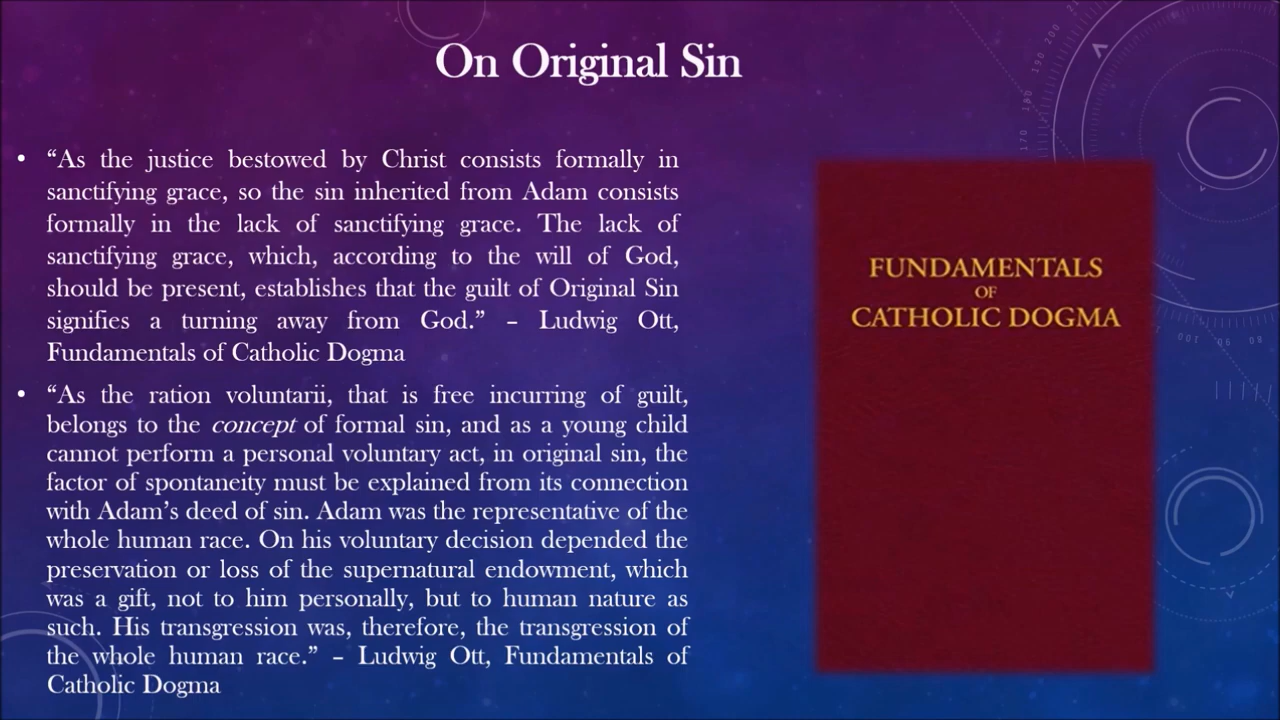 On Original Sin
• “As the justice bestowed by Christ consists formally in
sanctifying grace, so the sin inherited from Adam consists
formally in the lack of sanctifying grace. The lack of
sanctifying grace, which, according to the will of God,
should be present, establishes that the guilt of Original Sin
signifies a turning away from God.” – Ludwig Ott,
Fundamentals of Catholic Dogma
• “As the ration voluntarii, that is free incurring of guilt,
belongs to the concept of formal sin, and as a young child
cannot perform a personal voluntary act, in original sin, the
factor of spontaneity must be explained from its connection
with Adam’s deed of sin. Adam was the representative of the
whole human race. On his voluntary decision depended the
preservation or loss of the supernatural endowment, which
was a gift, not to him personally, but to human nature as
such. His transgression was, therefore, the transgression of
the whole human race.” – Ludwig Ott, Fundamentals of
Catholic Dogma
FUNDAMENTALS
OF
CATHOLIC DOGMA
200
190
180
170
80
90
100